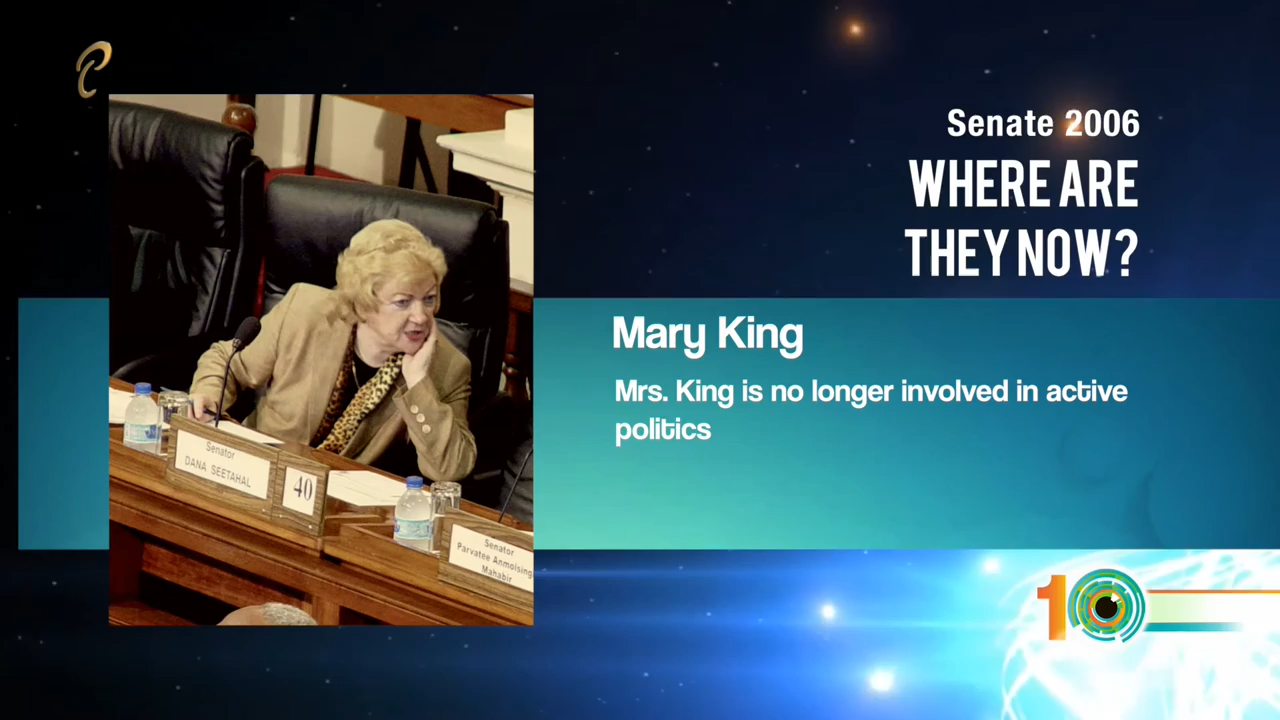 Senate 2006
WHERE ARE
THEY NOW?
Mary King
Mrs. King is no longer involved in active
politics
Senator
DANA SEETAHAL
40
Senator
Parvatee Anmolsing
Mahabir
10